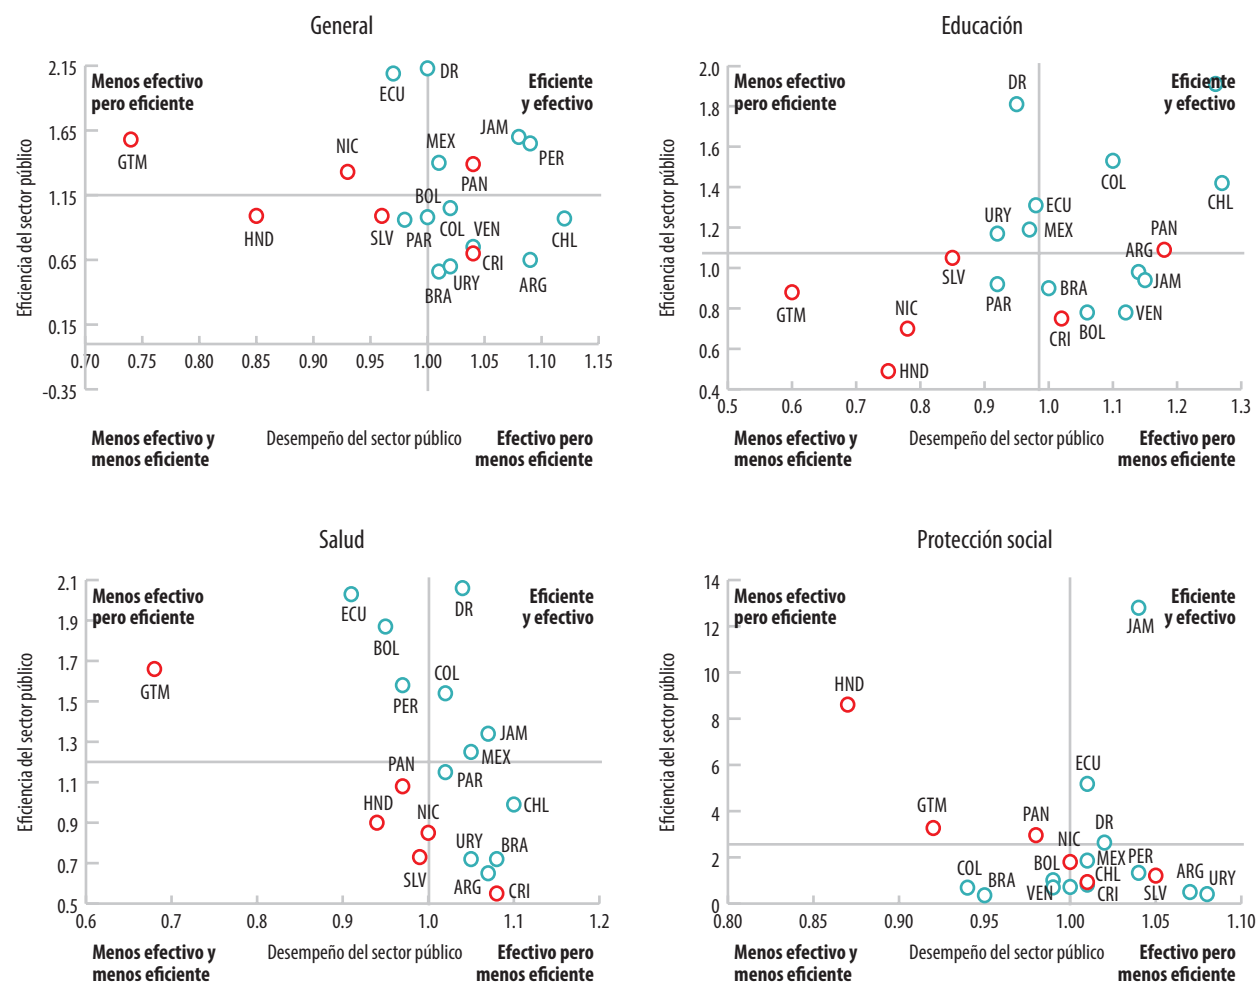 General
Eficiencia del sector público
2.15
1.65
1.15
0.65
0.15
-0.35
Menos efectivo
pero eficiente
Eficiente
y efectivo
DR
ECU
JAM
PER
MEX
NIC
GTM
PAN
BOL
HND
SLV
PAR
COL
VEN
CHL
CRI
URY
BRA
ARG
0.70
0.75
0.80
0.85
0.90
0.95
1.00
1.05
1.10
1.15
Menos efectivo y
menos eficiente
Desempeño del sector público
Efectivo pero
menos eficiente
Educación
Eficiencia del sector público
2.0
1.8
1.6
1.4
1.2
1.0
0.8
0.6
0.4
Menos efectivo
pero eficiente
Eficiente
y efectivo
DR
COL
CHL
URY
ECU
MEX
PAN
ARG
SLV
JAM
PAR
BRA
GTM
NIC
CRI
BOL
VEN
HND
0.5
0.6
0.7
0.8
0.9
1.0
1.1
1.2
1.3
Menos efectivo y
menos eficiente
Desempeño del sector público
Efectivo pero
menos eficiente
Salud
Eficiencia del sector público
2.1
1.9
1.7
1.5
1.3
1.1
0.9
0.7
0.5
Menos efectivo
pero eficiente
Eficiente
y efectivo
ECU
DR
BOL
COL
GTM
PER
JAM
MEX
PAN
PAR
HND
NIC
CHL
URY
BRA
SLV
ARG
CRI
0.6
0.7
0.8
0.9
1.0
1.1
1.2
Menos efectivo y
menos eficiente
Desempeño del sector público
Efectivo pero
menos eficiente
Protección social
Eficiencia del sector público
14
12
10
8
6
4
2
0
Menos efectivo
pero eficiente
Eficiente
y efectivo
JAM
HND
ECU
GTM
PAN
DR
NIC
MEX
PER
BOL
COL
BRA
CHL
ARG
URY
VEN
CRI
SLV
0.80
0.85
0.90
0.95
1.00
1.05
1.10
Menos efectivo y
menos eficiente
Desempeño del sector público
Efectivo pero
menos eficiente